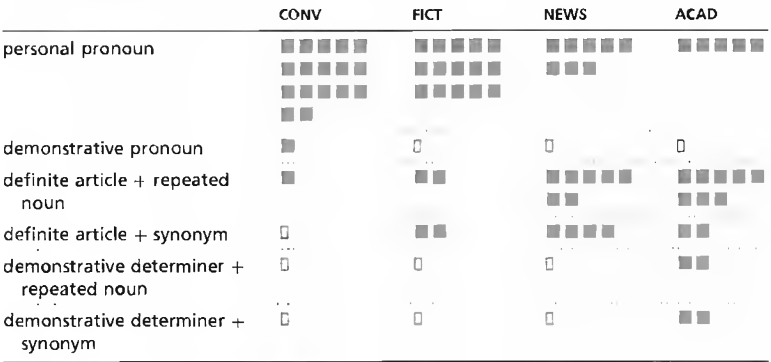 CONV FICT NEWS ACAD
personal pronoun
demonstrative pronoun
definite article + repeated
noun
definite article + synonym
demonstrative determiner +
repeated noun
demonstrative determiner +
synonym